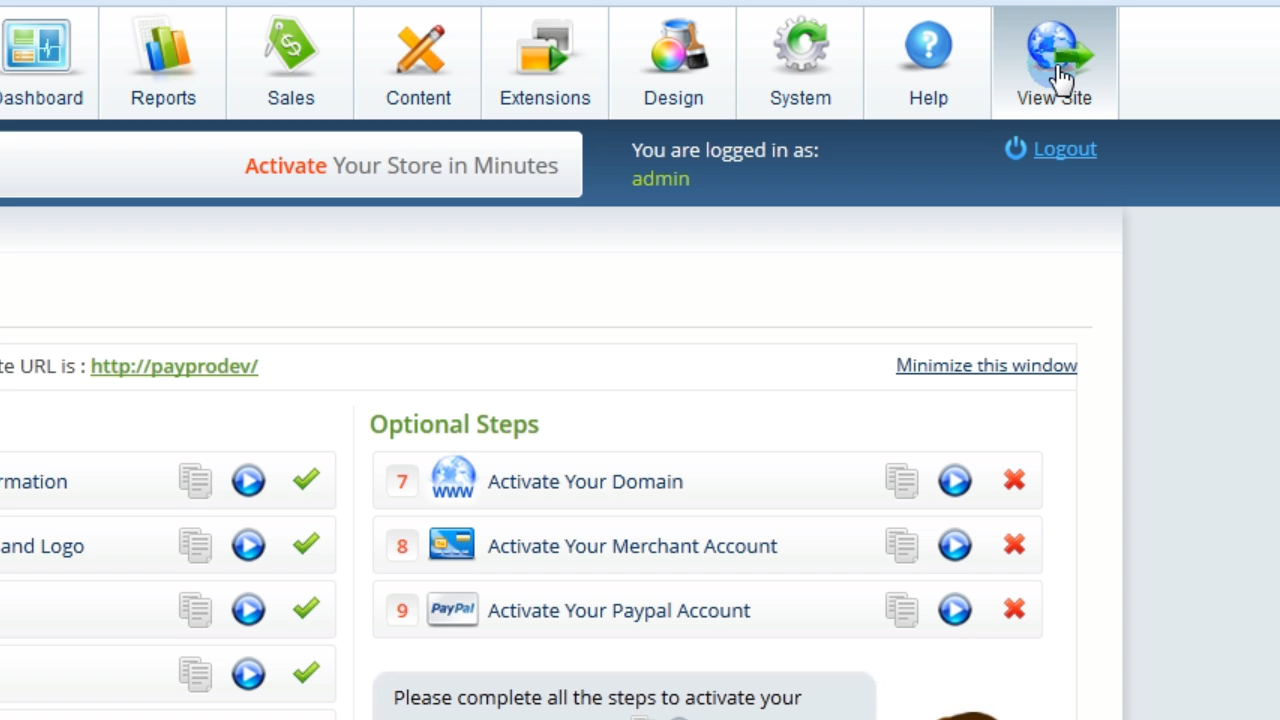 Dashboard Reports Sales Content Extensions Design System Help View Site
Activate Your Store in Minutes
You are logged in as:
admin
Logout
te URL is : http://payprodev/
Minimize this window
Optional Steps
rmation
7 WWW Activate Your Domain
and Logo
8 Activate Your Merchant Account
9 PayPal Activate Your Paypal Account
Please complete all the steps to activate your